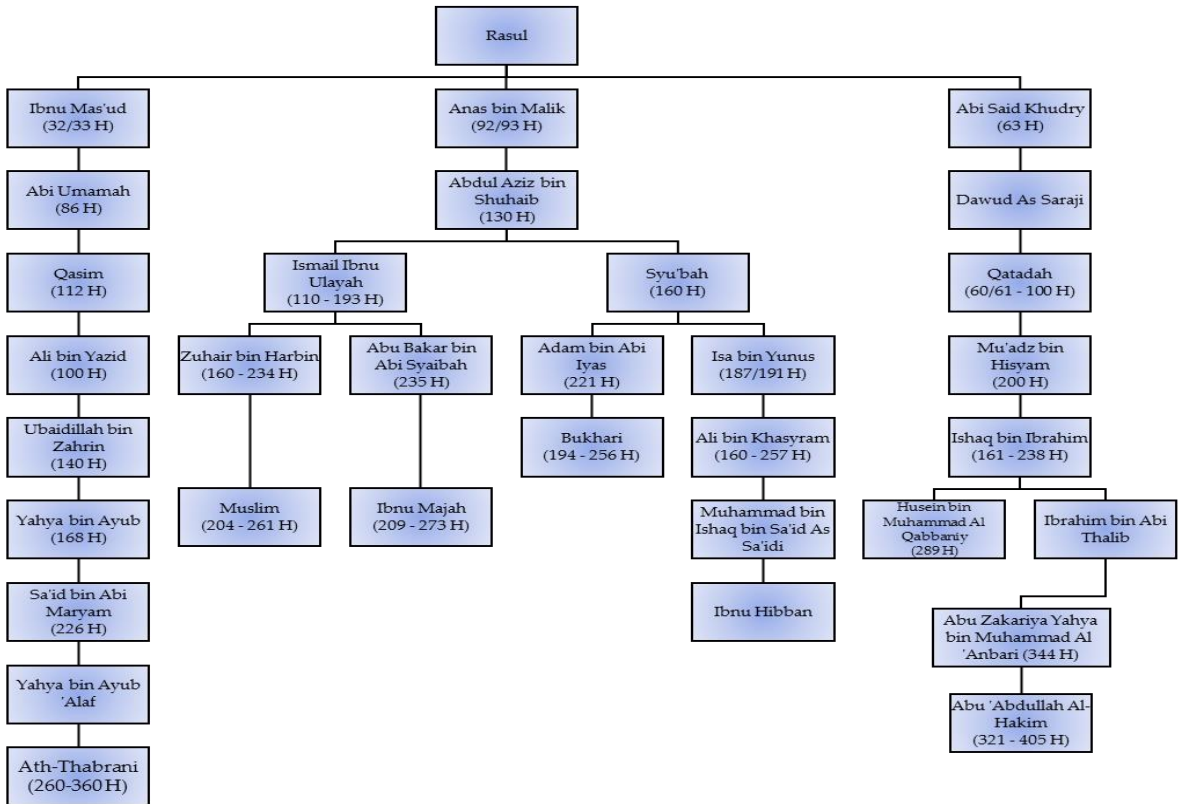 Rasul
Ibnu Mas'ud
(32/33 H)
Anas bin Malik
(92/93 H)
Abi Said Khudry
(63 H)
Abi Umamah
(86 H)
Abdul Aziz bin
Shuhaib
(130 H)
Dawud As Saraji
Qasim
(112 H)
Ismail Ibnu
Ulayah
(110 - 193 H)
Syu'bah
(160 H)
Qatadah
(60/61 - 100 H)
Ali bin Yazid
(100 H)
Zuhair bin Harbin
(160 - 234 H)
Abu Bakar bin
Abi Syaibah
(235 H)
Adam bin Abi
Iyas
(221 H)
Isa bin Yunus
(187/191 H)
Mu'adz bin
Hisyam
(200 H)
Ubaidillah bin
Zahrin
(140 H)
Bukhari
(194 - 256 H)
Ali bin Khasyram
(160 - 257 H)
Ishaq bin Ibrahim
(161 - 238 H)
Yahya bin Ayub
(168 H)
Muslim
(204 - 261 H)
Ibnu Majah
(209 - 273 H)
Muhammad bin
Ishaq bin Sa'id As
Sa'idi
Husein bin
Muhammad Al
Qabbaniy
(289 H)
Ibrahim bin Abi
Thalib
Sa'id bin Abi
Maryam
(226 H)
Ibnu Hibban
Abu Zakariya Yahya
bin Muhammad Al
'Anbari (344 H)
Yahya bin Ayub
'Alaf
Abu 'Abdullah Al-
Hakim
(321 - 405 H)
Ath-Thabrani
(260-360 H)